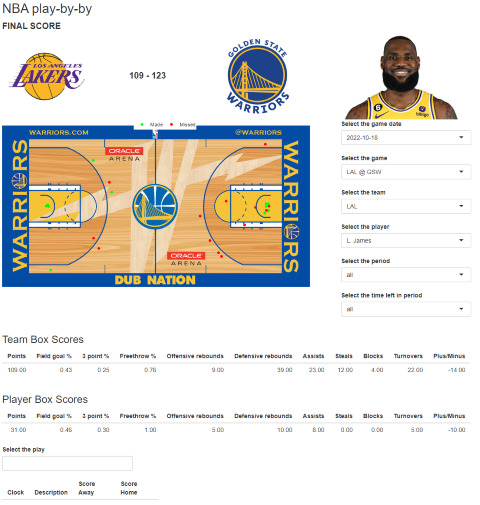 NBA play-by-by
FINAL SCORE
LOS ANGELES
LAKERS
109 - 123
GOLDEN STATE
WARRIORS
6
bibigo
Made Missed
WARRIORS.COM @WARRIORS
ORACLE
ARENA
WARRIORS
WARRIORS
ORACLE
ARENA
DUB NATION
Select the game date
2022-10-18
Select the game
LAL @ GSW
Select the team
LAL
Select the player
L. James
Select the period
all
Select the time left in period
all
Team Box Scores
Points Field goal % 3 point % Freethrow % Offensive rebounds Defensive rebounds Assists Steals Blocks Turnovers Plus/Minus
109.00 0.43 0.25 0.76 9.00 39.00 23.00 12.00 4.00 22.00 -14.00
Player Box Scores
Points Field goal % 3 point % Freethrow % Offensive rebounds Defensive rebounds Assists Steals Blocks Turnovers Plus/Minus
31.00 0.46 0.30 1.00 5.00 10.00 8.00 0.00 0.00 5.00 -10.00
Select the play
Clock Description Score Away Score Home